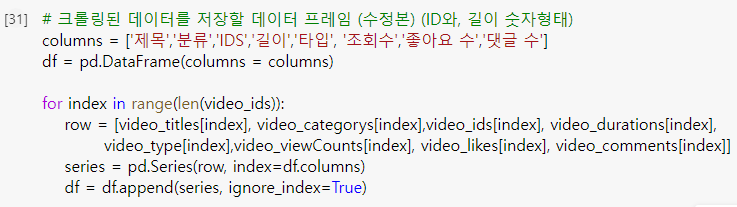 [31] # 크롤링된 데이터를 저장할 데이터 프레임 (수정본) (ID와, 길이 숫자형태)
columns = ['제목','분류','IDS','길이','타입', '조회수','좋아요 수','댓글 수']
df = pd.DataFrame(columns = columns)

for index in range(len(video_ids)):
    row = [video_titles[index], video_categorys[index],video_ids[index], video_durations[index],
           video_type[index],video_viewCounts[index], video_likes[index], video_comments[index]]
    series = pd.Series(row, index=df.columns)
    df = df.append(series, ignore_index=True)